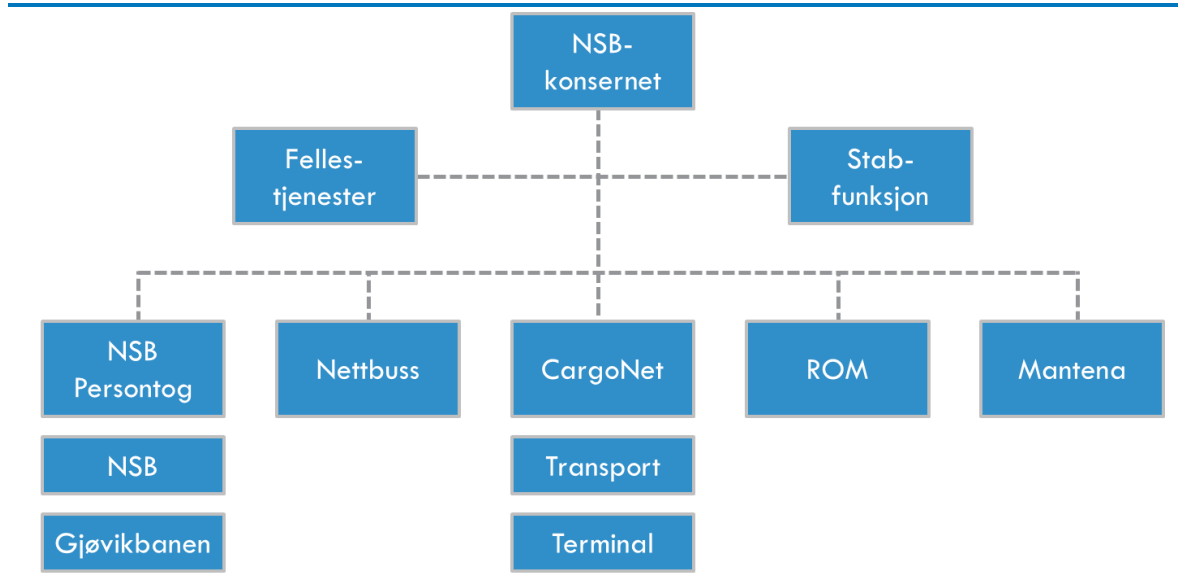 NSB-
konsernet
Felles-
tjenester
Stab-
funksjon
NSB
Persontog
Nettbuss
CargoNet
ROM
Mantena
NSB
Transport
Gjøvikbanen
Terminal